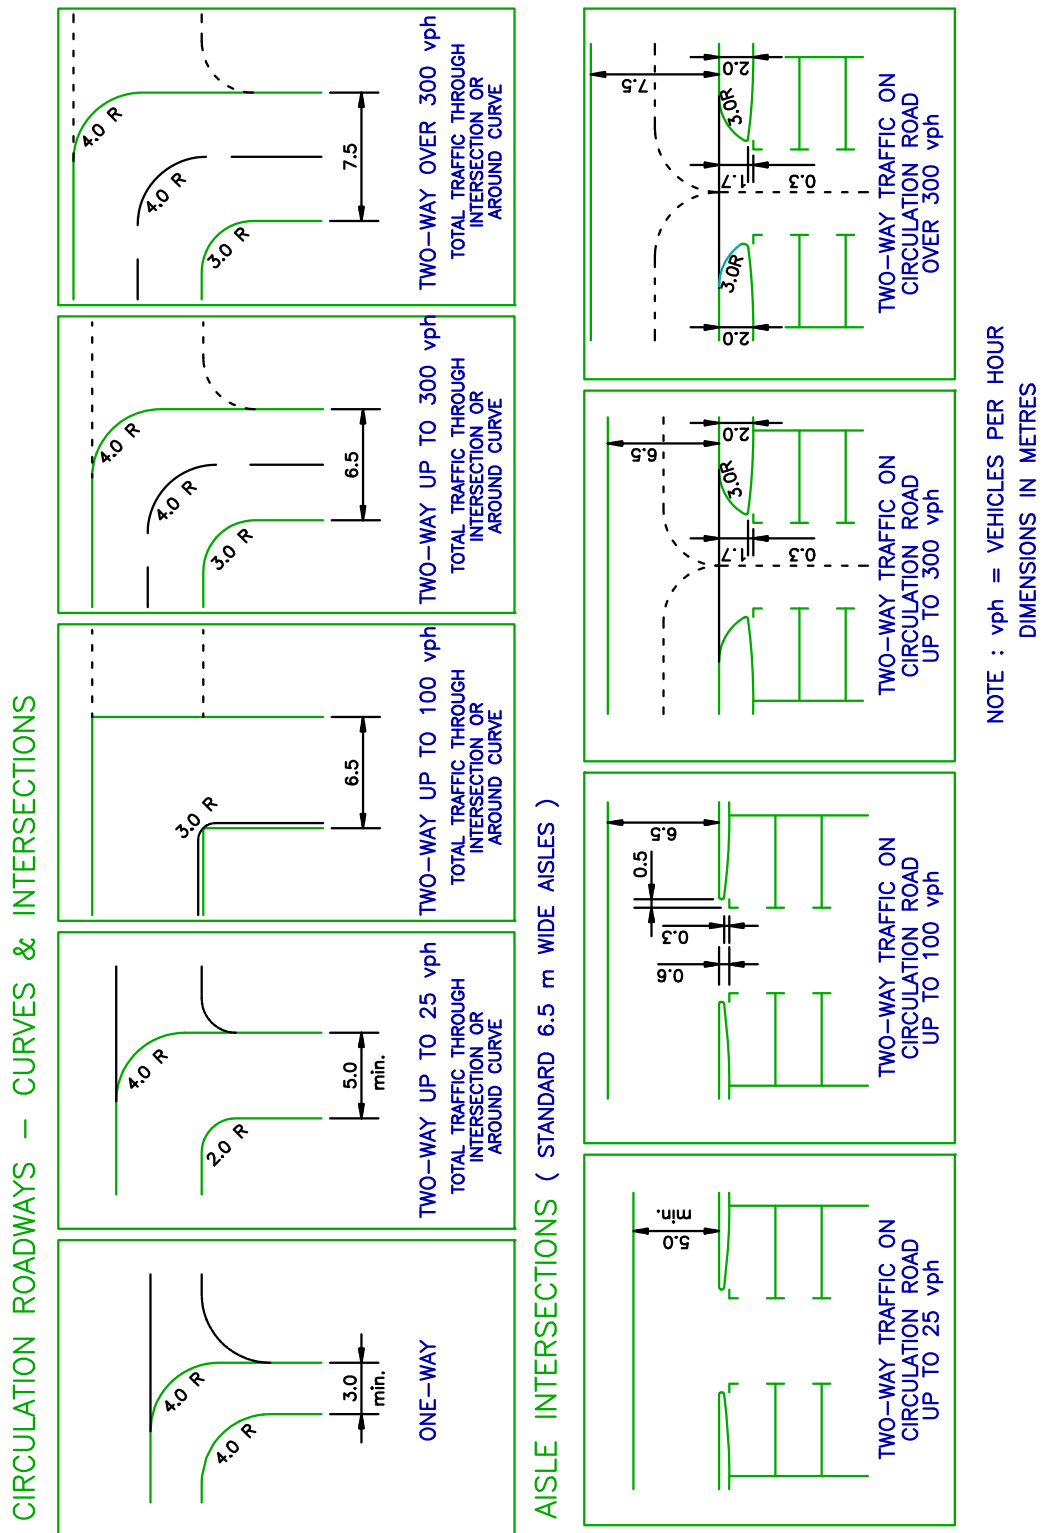 CIRCULATION ROADWAYS – CURVES & INTERSECTIONS
4.0 R
4.0 R
3.0
min.
ONE–WAY
4.0 R
2.0 R
5.0
min.
TWO–WAY UP TO 25 vph
TOTAL TRAFFIC THROUGH
INTERSECTION OR
AROUND CURVE
3.0 R
6.5
TWO–WAY UP TO 100 vph
TOTAL TRAFFIC THROUGH
INTERSECTION OR
AROUND CURVE
4.0 R
4.0 R
3.0 R
6.5
TWO–WAY UP TO 300 vph
TOTAL TRAFFIC THROUGH
INTERSECTION OR
AROUND CURVE
4.0 R
4.0 R
3.0 R
7.5
TWO–WAY OVER 300 vph
TOTAL TRAFFIC THROUGH
INTERSECTION OR
AROUND CURVE
AISLE INTERSECTIONS ( STANDARD 6.5 m WIDE AISLES )
5.0
min.
TWO–WAY TRAFFIC ON
CIRCULATION ROAD
UP TO 25 vph
6.5
0.5
0.3
0.6
TWO–WAY TRAFFIC ON
CIRCULATION ROAD
UP TO 100 vph
6.5
2.0
3.0R
1.7
0.3
TWO–WAY TRAFFIC ON
CIRCULATION ROAD
UP TO 300 vph
7.5
2.0
3.0R
1.7
0.3
3.0R
2.0
TWO–WAY TRAFFIC ON
CIRCULATION ROAD
OVER 300 vph
NOTE : vph = VEHICLES PER HOUR
DIMENSIONS IN METRES